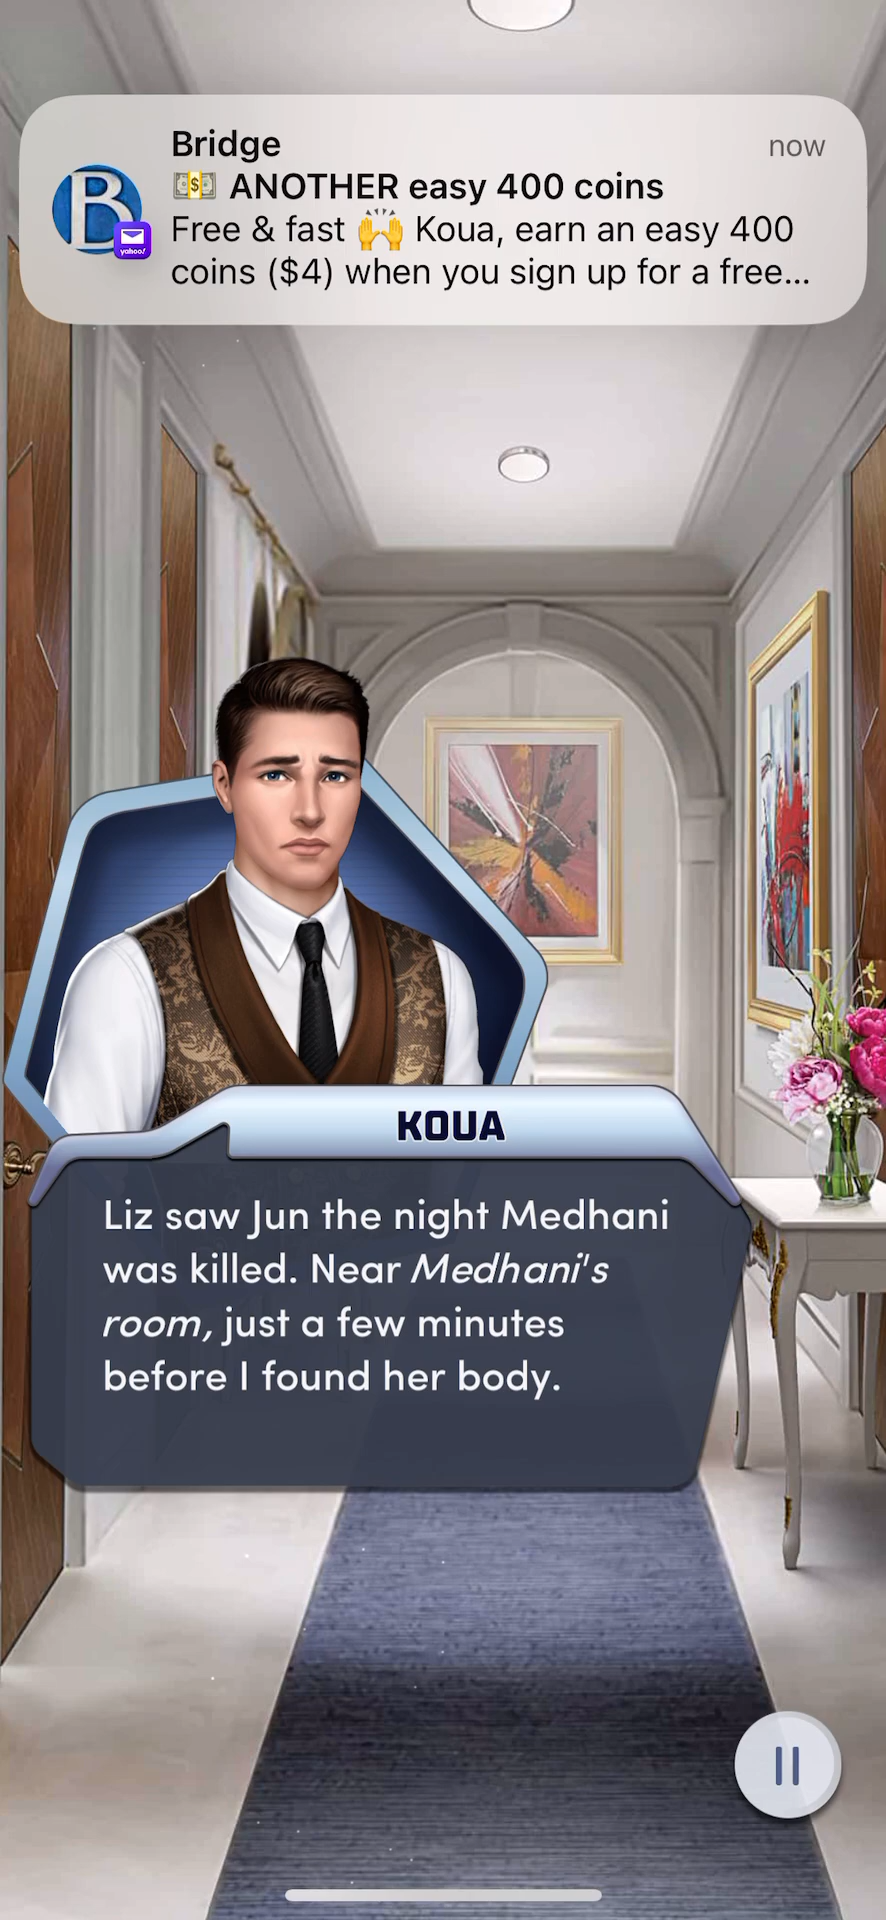 Bridge
now
💵 ANOTHER easy 400 coins
Free & fast 🙌 Koua, earn an easy 400
coins ($4) when you sign up for a free...
B
yahoo!
KOUA
Liz saw Jun the night Medhani
was killed. Near Medhani's
room, just a few minutes
before I found her body.